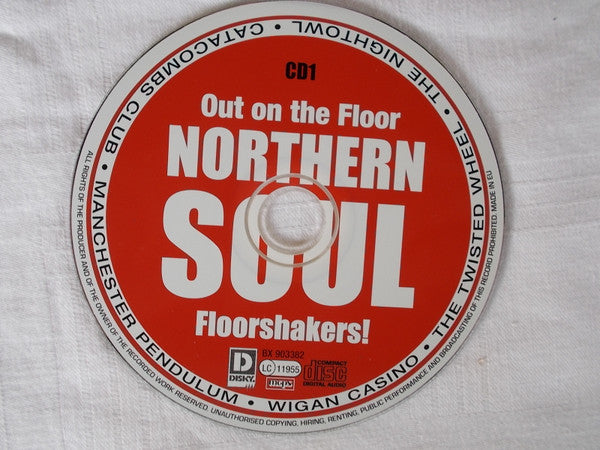 CD1
Out on the Floor
NORTHERN
SOUL
Floorshakers!
BX 903382
D
DISKY
LC 11955
mcps
COMPACT
disc
DIGITAL AUDIO
MANCHESTER PENDULUM • CATACOMBS CLUB • THE NIGHTOWL • THE TWISTED WHEEL • WIGAN CASINO •
ALL RIGHTS OF THE PRODUCER AND OF THE OWNER OF THE RECORDED WORK RESERVED. UNAUTHORISED COPYING, HIRING, RENTING, PUBLIC PERFORMANCE AND BROADCASTING OF THIS RECORD PROHIBITED. MADE IN EU